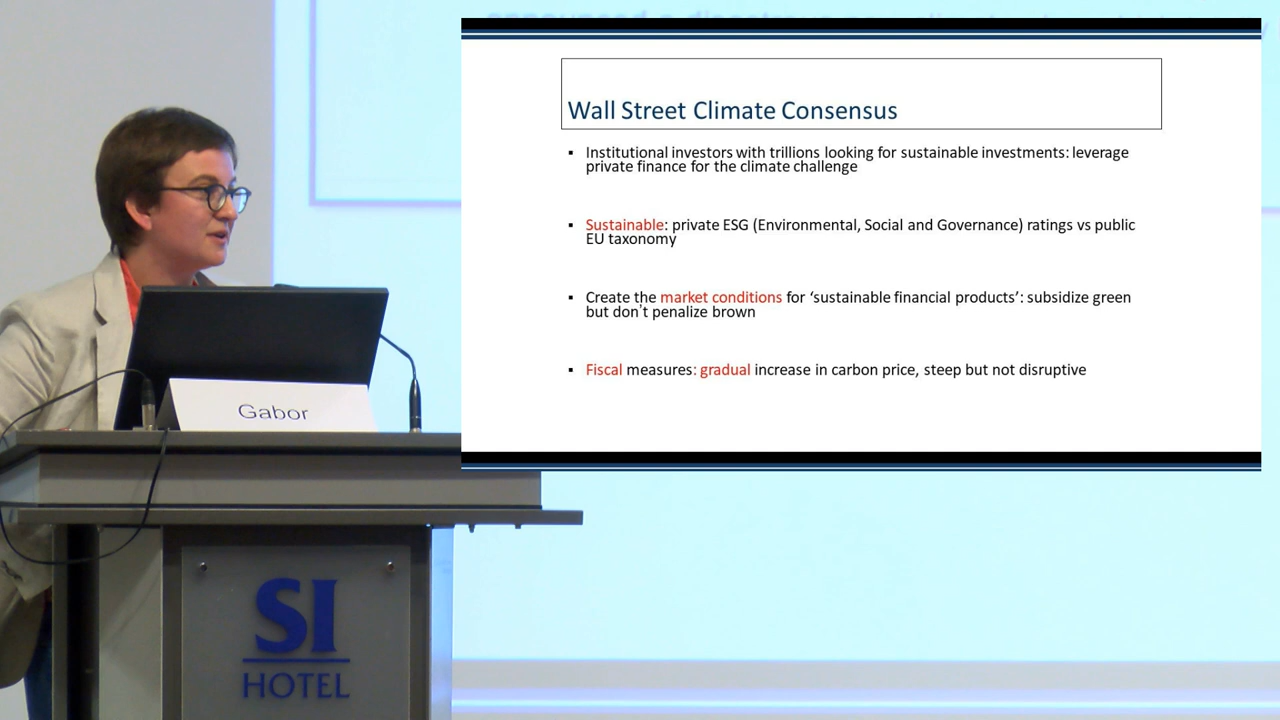 Wall Street Climate Consensus
▪ Institutional investors with trillions looking for sustainable investments: leverage
private finance for the climate challenge
▪ Sustainable: private ESG (Environmental, Social and Governance) ratings vs public
EU taxonomy
▪ Create the market conditions for ‘sustainable financial products’: subsidize green
but don't penalize brown
▪ Fiscal measures: gradual increase in carbon price, steep but not disruptive
Gabor
SI
HOTEL